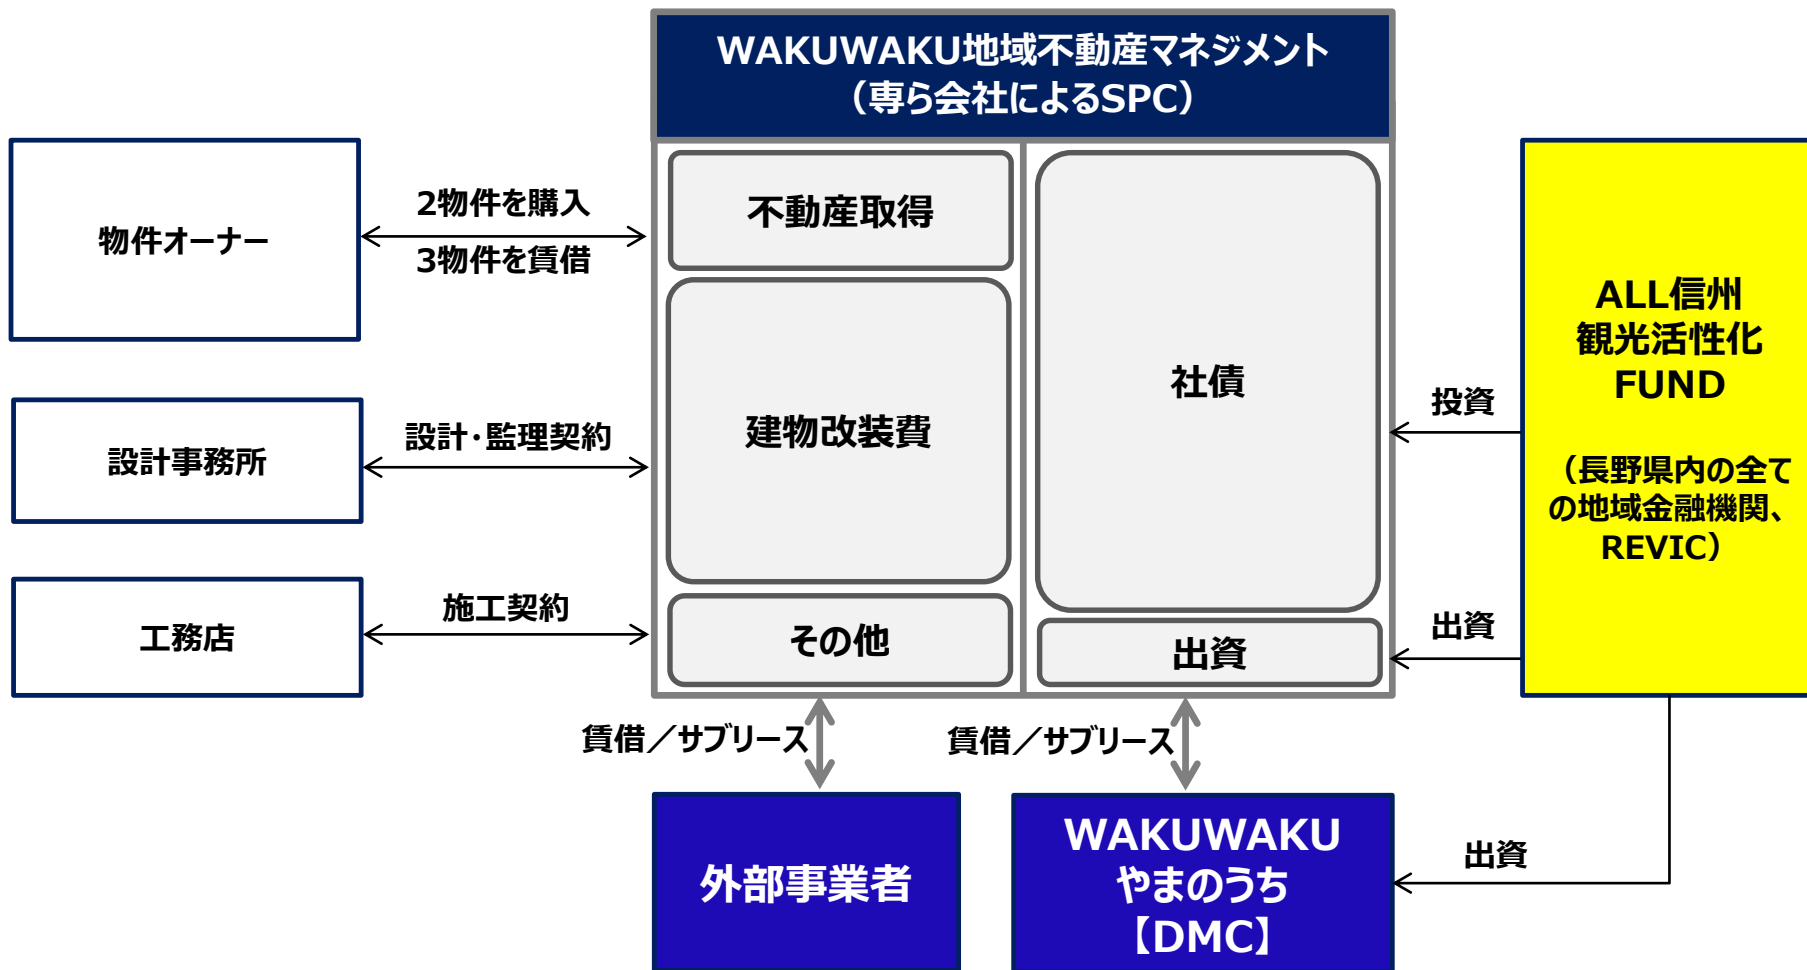 WAKUWAKU地域不動産マネジメント
（専ら会社によるSPC）
物件オーナー
2物件を購入
3物件を賃借
設計事務所
設計・監理契約
工務店
施工契約
不動産取得
建物改装費
その他
社債
出資
投資
出資
ALL信州
観光活性化
FUND
（長野県内の全て
の地域金融機関、
REVIC）
賃借／サブリース
賃借／サブリース
外部事業者
WAKUWAKU
やまのうち
【DMC】
出資